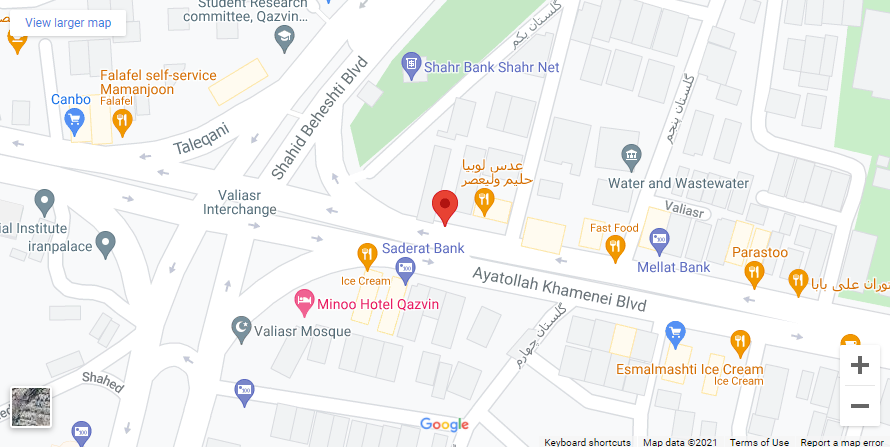 View larger map
Student Research
committee, Qazvin...
Falafel self-service
Mamanjoon
Falafel
Canbo
Taleqani
Shahid Beheshti Blvd
گلستان یکم
Shahr Bank Shahr Net
گلستان پنجم
عدس لوبیا
حلیم ولیعصر
Water and Wastewater
Valiasr
Valiasr
Interchange
ial Institute
iranpalace
Saderat Bank
Fast Food
Mellat Bank
Parastoo
Ice Cream
Ayatollah Khamenei Blvd
توران علی بابا
Minoo Hotel Qazvin
Valiasr Mosque
گلستان چهارم
Esmalmashti Ice Cream
Ice Cream
Shahed
Google
Keyboard shortcuts
Map data ©2021
Terms of Use
Report a map error